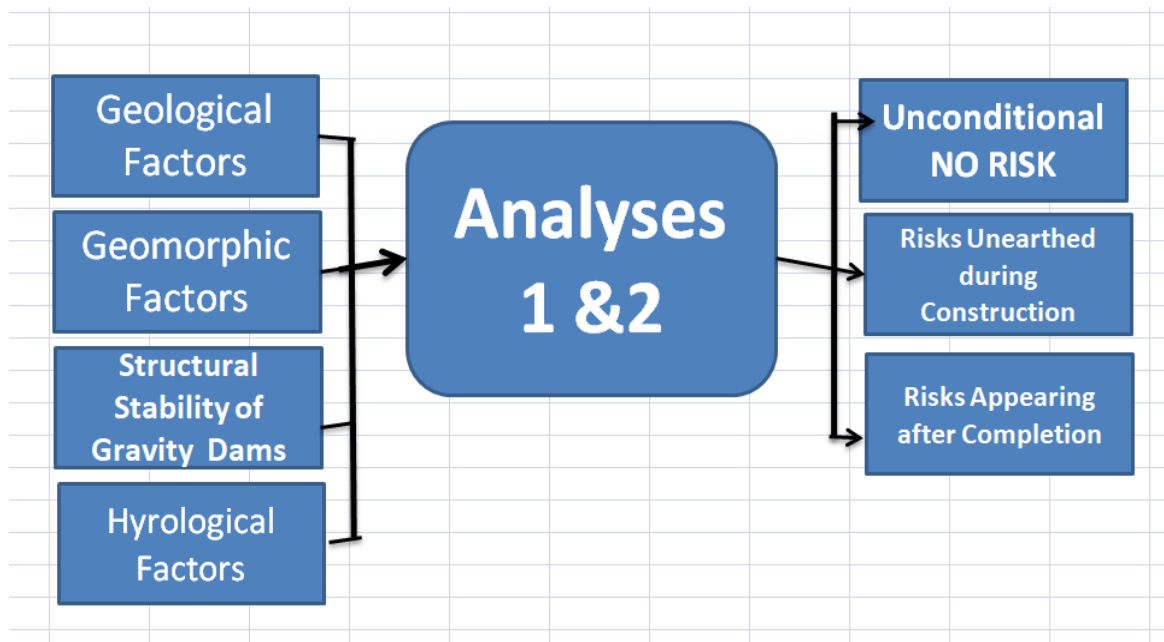 Geological
Factors
Geomorphic
Factors
Structural
Stability of
Gravity Dams
Hyrological
Factors
Analyses
1 &2
Unconditional
NO RISK
Risks Unearthed
during
Construction
Risks Appearing
after Completion